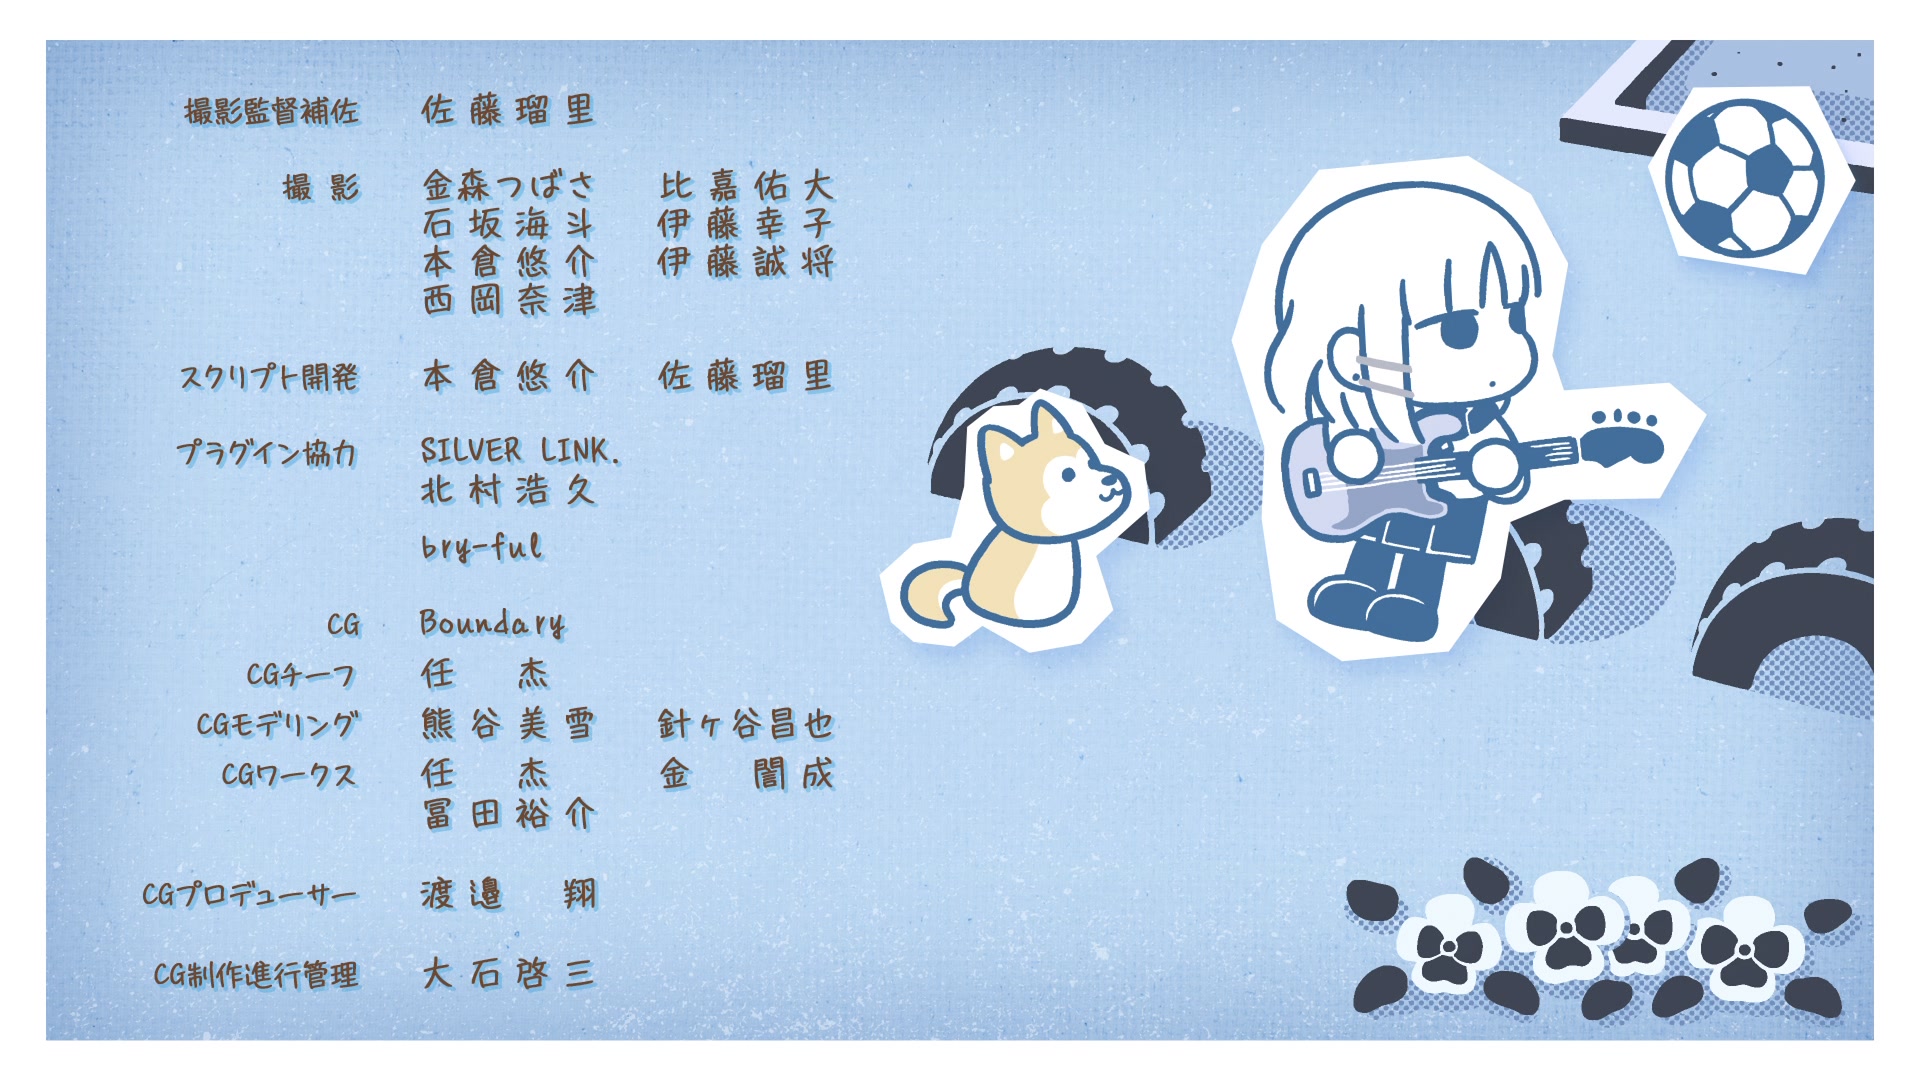 撮影監督補佐 佐藤瑠里
撮影 金森つばさ 比嘉佑大
石坂海斗 伊藤幸子
本倉悠介 伊藤誠将
西岡奈津
スクリプト開発 本倉悠介 佐藤瑠里
プラグイン協力 SILVER LINK.
北村浩久
bry-ful
CG Boundary
CGチーフ 任 杰
CGモデリング 熊谷美雪 針ヶ谷昌也
CGワークス 任 杰 金 誾成
冨田裕介
CGプロデューサー 渡邉 翔
CG制作進行管理 大石啓三